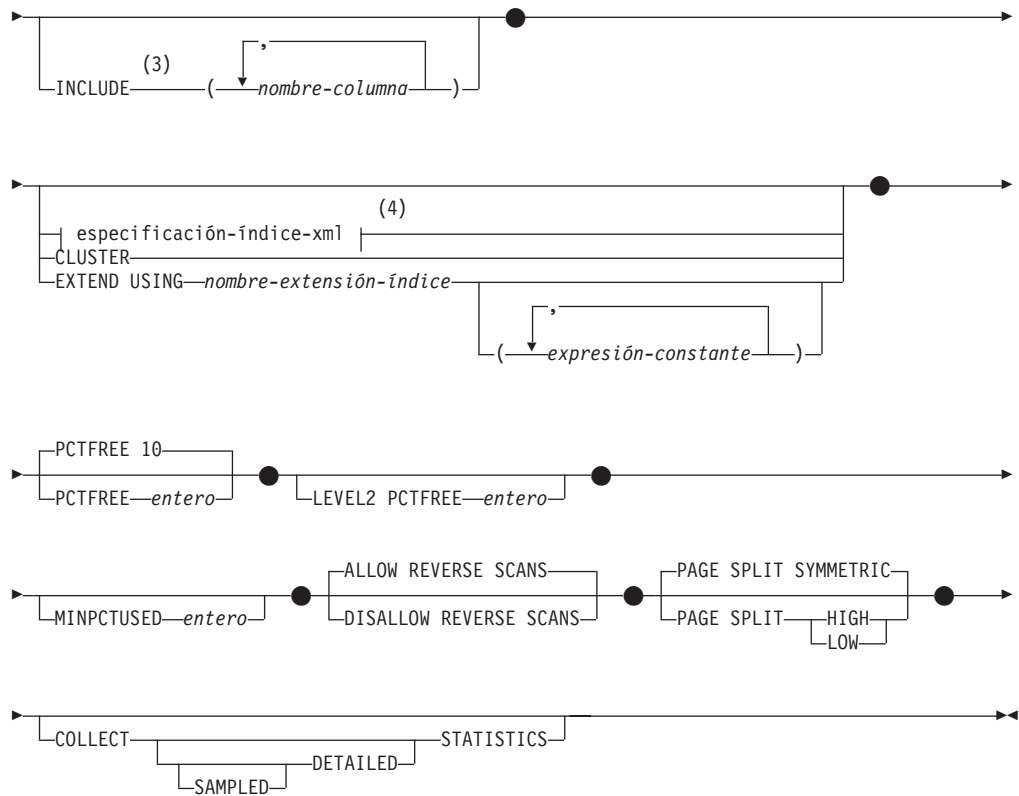 ,
(3)
INCLUDE ( nombre-columna )
(4)
especificación-índice-xml
CLUSTER
EXTEND USING nombre-extensión-índice
,
( expresión-constante )
PCTFREE 10
PCTFREE entero
LEVEL2 PCTFREE entero
MINPCTUSED entero
ALLOW REVERSE SCANS
DISALLOW REVERSE SCANS
PAGE SPLIT SYMMETRIC
PAGE SPLIT HIGH
LOW
COLLECT STATISTICS
DETAILED
SAMPLED